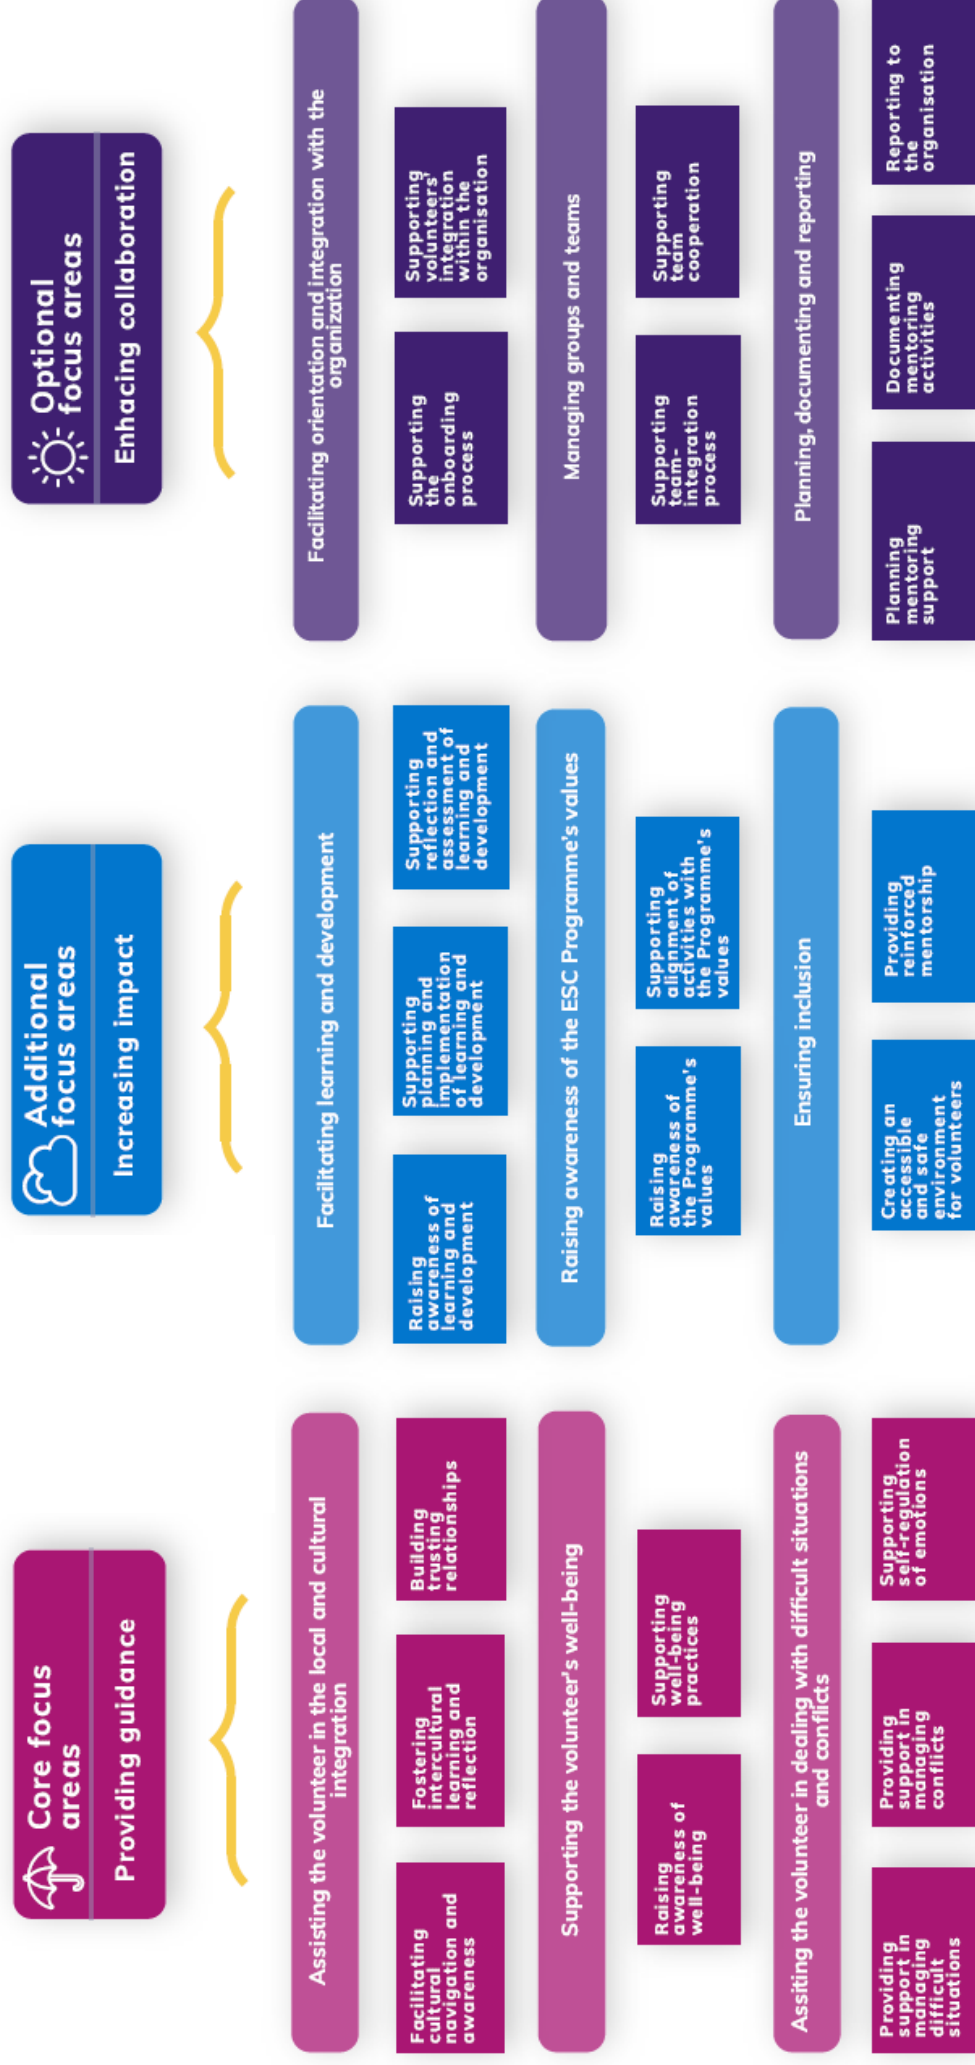 Core focus
areas
Providing guidance
Assisting the volunteer in the local and cultural
integration
Facilitating
cultural
navigation and
awareness
Fostering
intercultural
learning and
reflection
Building
trusting
relationships
Supporting the volunteer's well-being
Raising
awareness of
well-being
Supporting
well-being
practices
Assiting the volunteer in dealing with difficult situations
and conflicts
Providing
support in
managing
difficult
situations
Providing
support in
managing
conflicts
Supporting
self-regulation
of emotions
Additional
focus areas
Increasing impact
Facilitating learning and development
Raising
awareness of
learning and
development
Supporting
planning and
implementation
of learning and
development
Supporting
reflection and
assessment of
learning and
development
Raising awareness of the ESC Programme's values
Raising
awareness of
the Programme's
values
Supporting
alignment of
activities with
the Programme's
values
Ensuring inclusion
Creating an
accessible
and safe
environment
for volunteers
Providing
reinforced
mentorship
Optional
focus areas
Enhacing collaboration
Facilitating orientation and integration with the
organization
Supporting
the
onboarding
process
Supporting
volunteers'
integration
within the
organisation
Managing groups and teams
Supporting
team-
integration
process
Supporting
team
cooperation
Planning, documenting and reporting
Planning
mentoring
support
Documenting
mentoring
activities
Reporting to
the
organisation